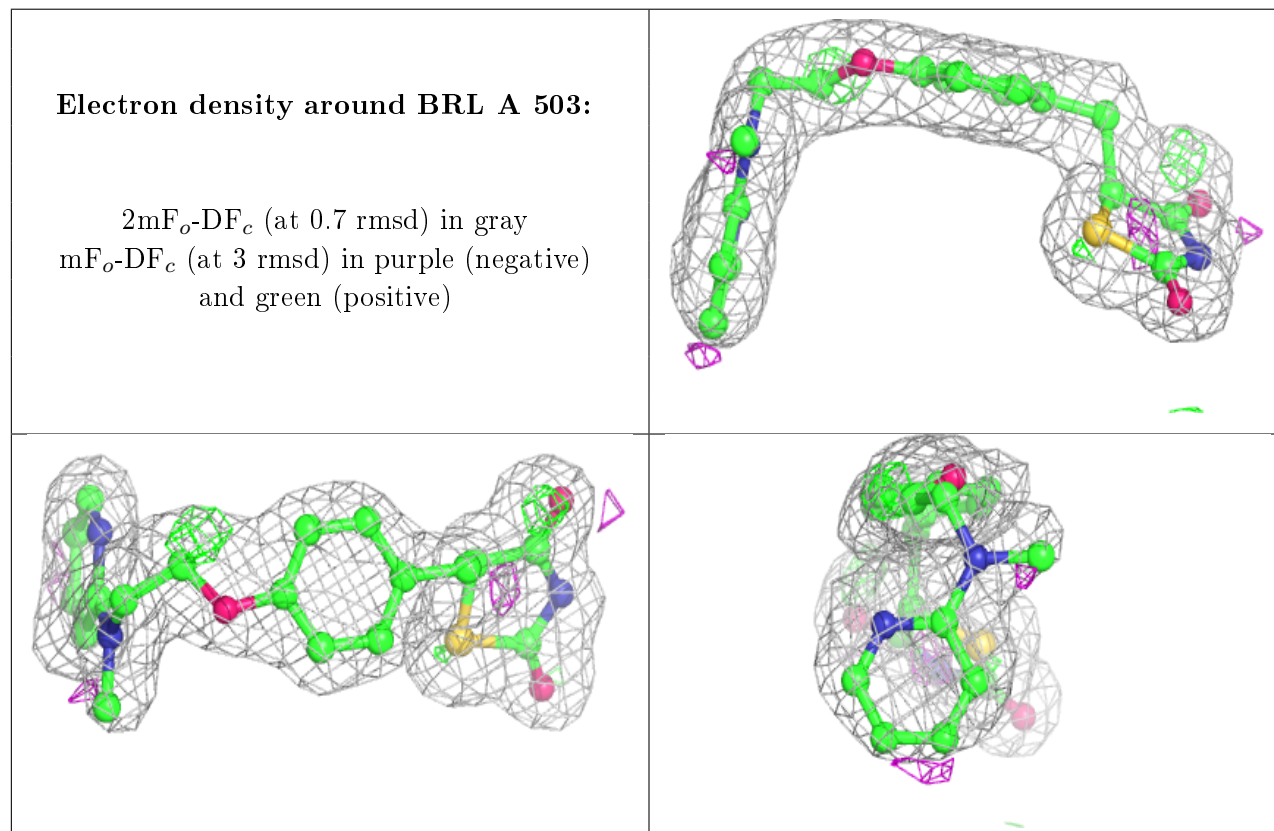 Electron density around BRL A 503:
2mFo-DFc (at 0.7 rmsd) in gray
mFo-DFc (at 3 rmsd) in purple (negative)
and green (positive)